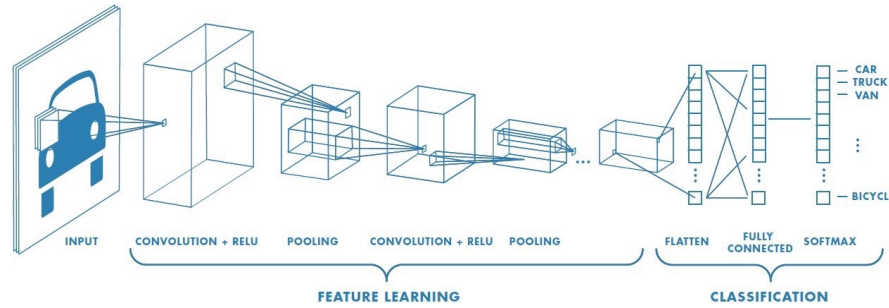 CAR
TRUCK
VAN
BICYCL
INPUT
CONVOLUTION + RELU
POOLING
CONVOLUTION + RELU
POOLING
FLATTEN
FULLY
CONNECTED
SOFTMAX
FEATURE LEARNING
CLASSIFICATION